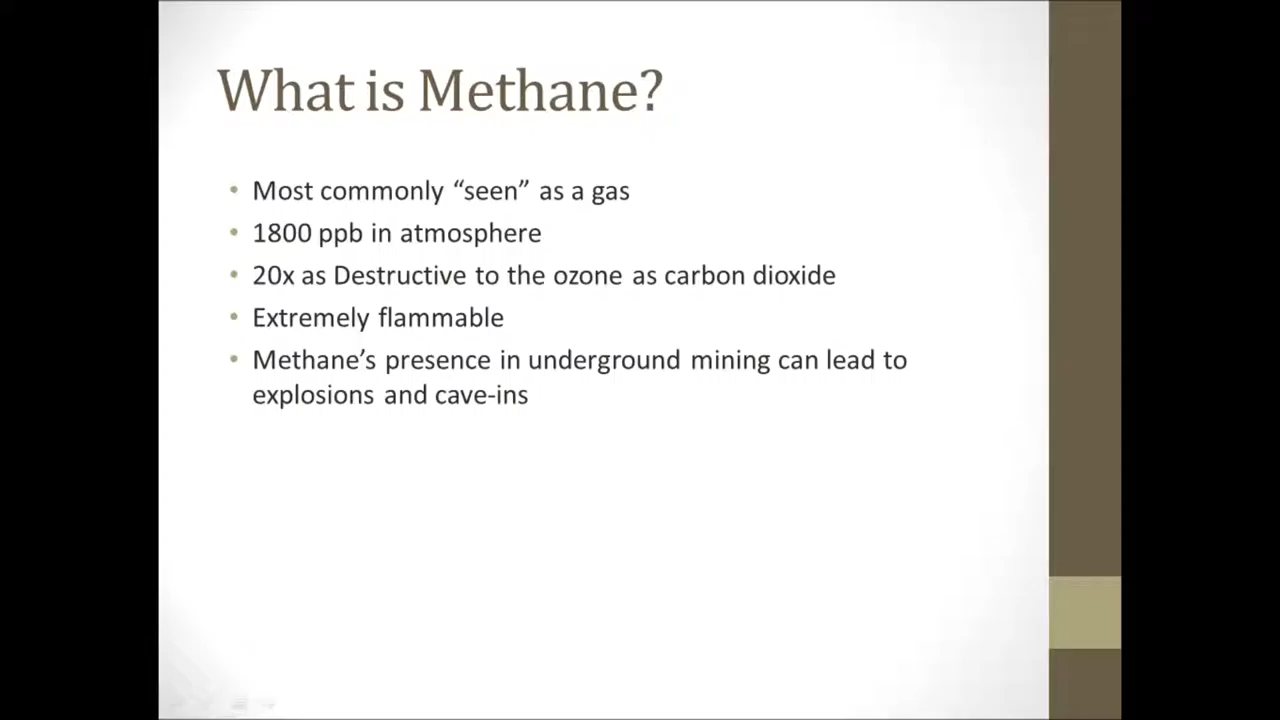 What is Methane?
• Most commonly “seen” as a gas
• 1800 ppb in atmosphere
• 20x as Destructive to the ozone as carbon dioxide
• Extremely flammable
• Methane’s presence in underground mining can lead to
explosions and cave-ins